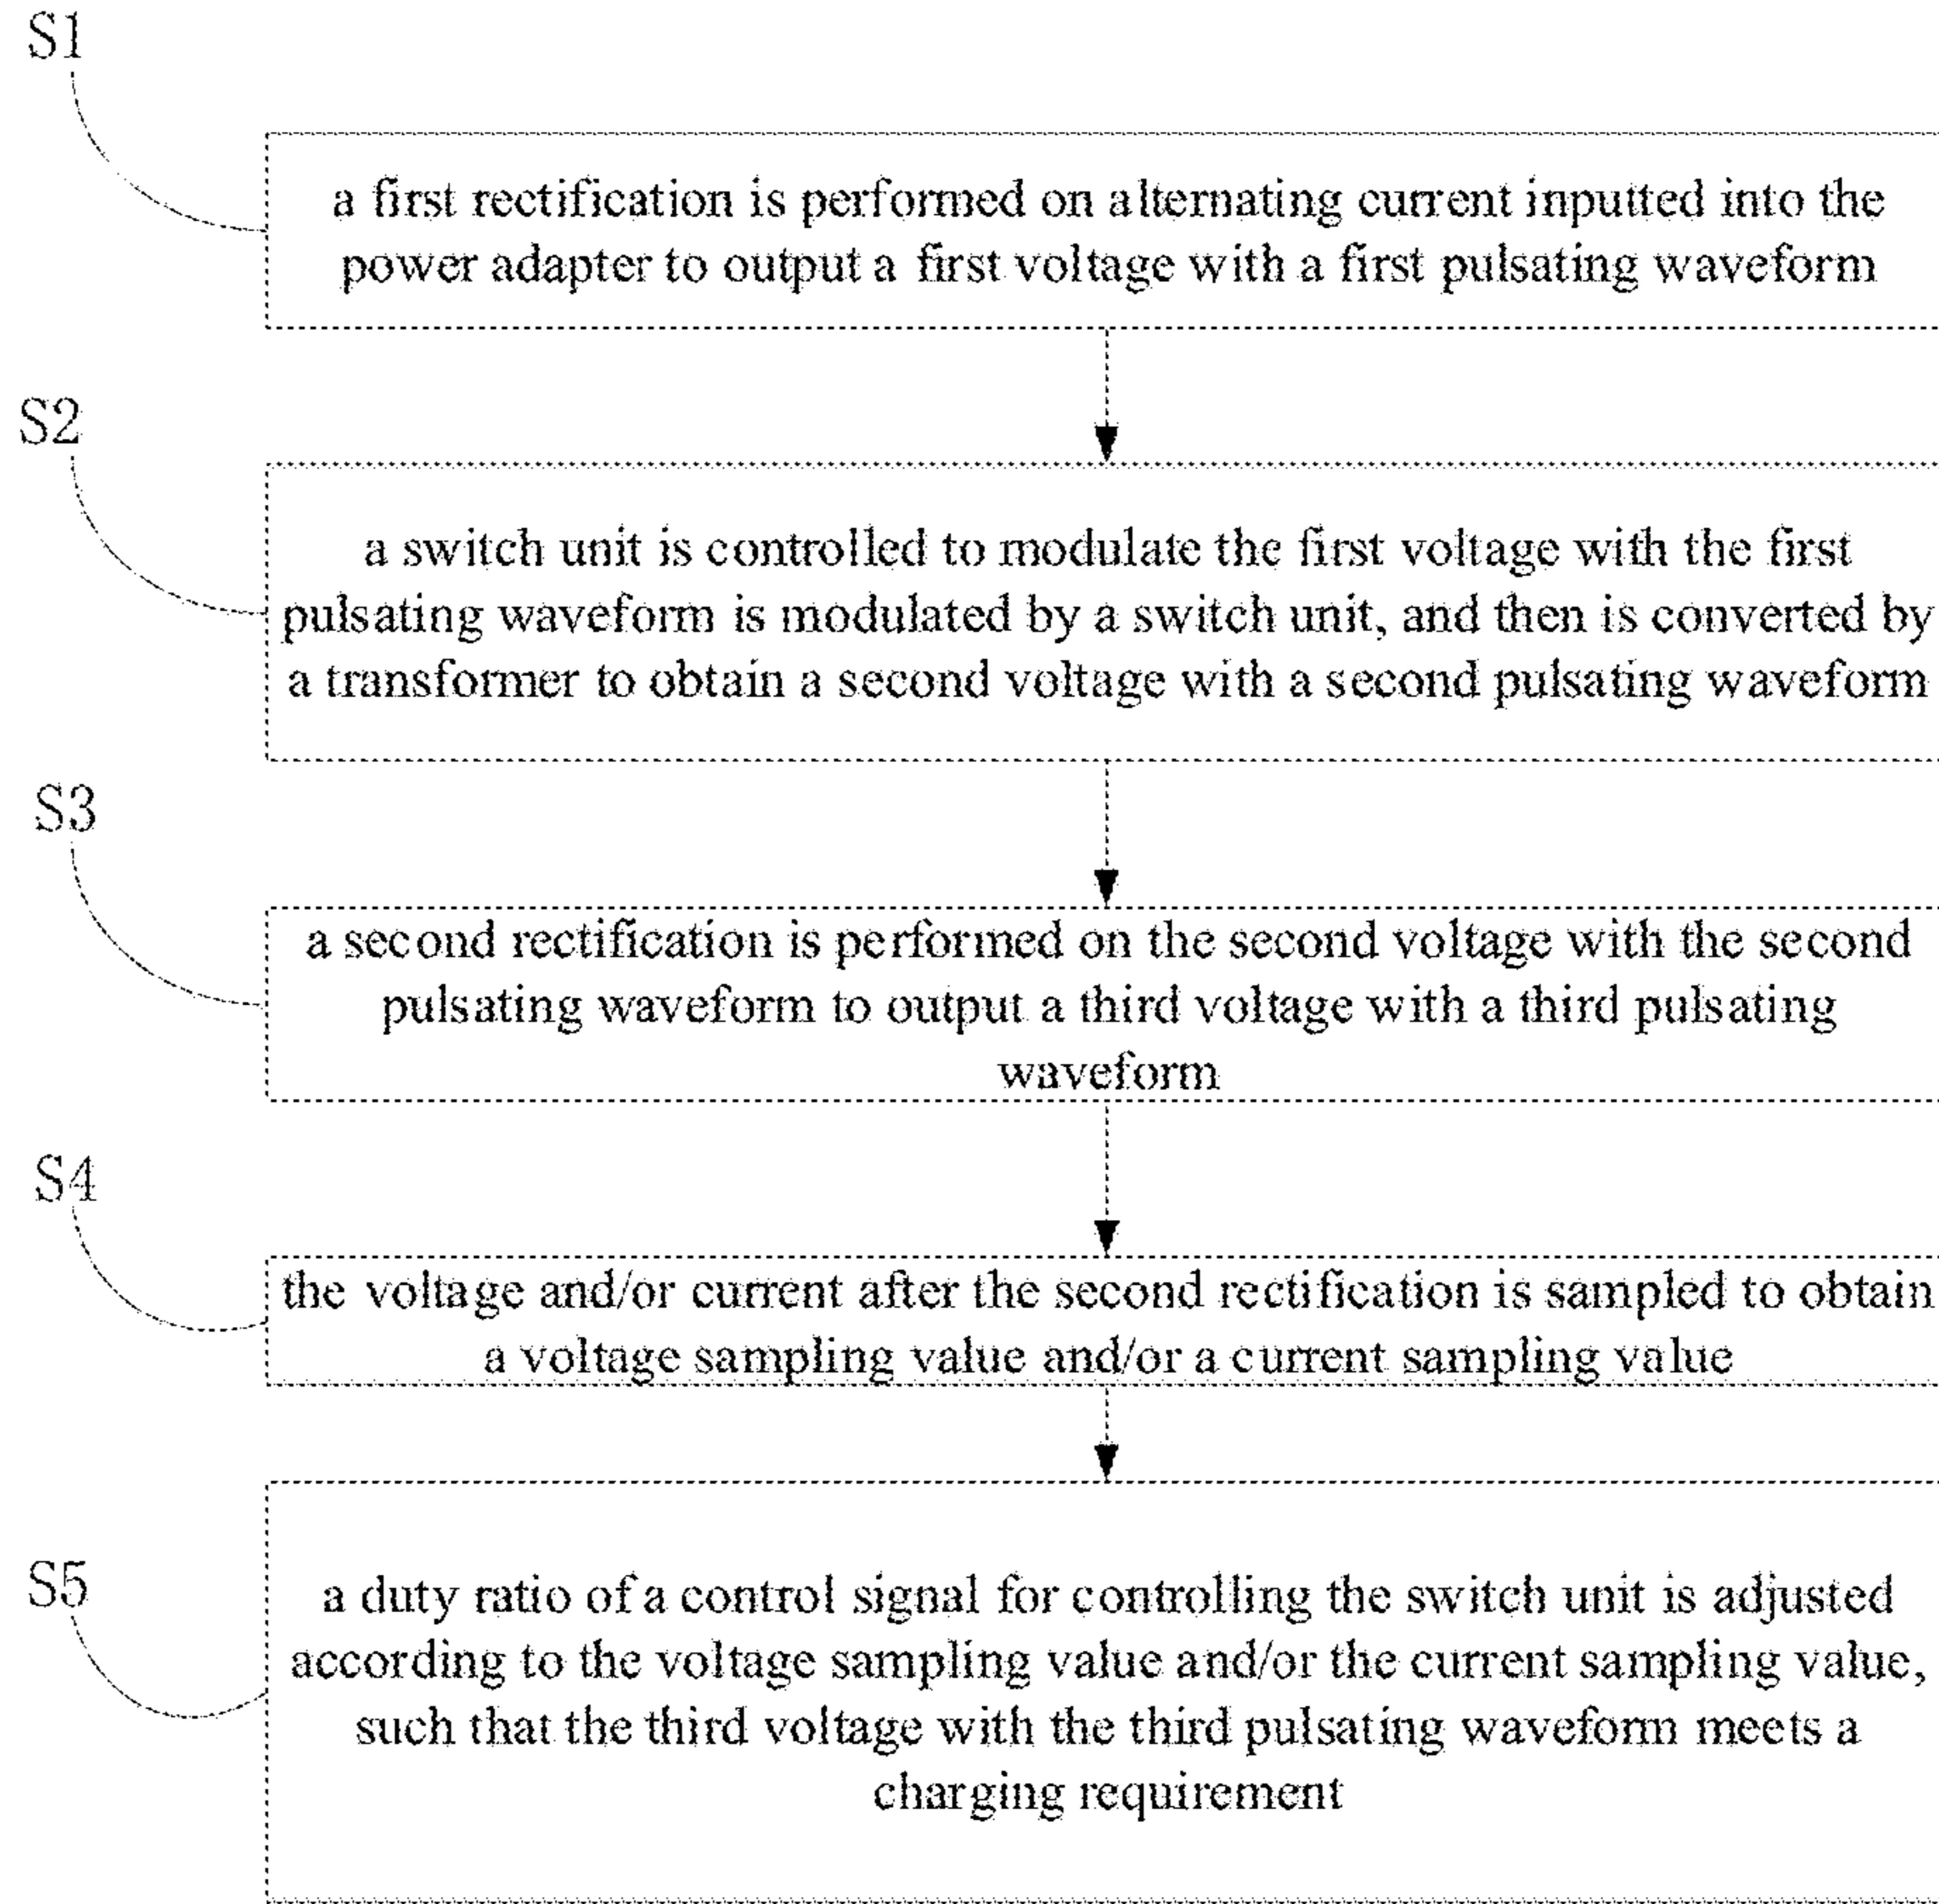 S1
a first rectification is performed on alternating current inputted into the
power adapter to output a first voltage with a first pulsating waveform
S2
a switch unit is controlled to modulate the first voltage with the first
pulsating waveform is modulated by a switch unit, and then is converted by
a transformer to obtain a second voltage with a second pulsating waveform
S3
a second rectification is performed on the second voltage with the second
pulsating waveform to output a third voltage with a third pulsating
waveform
S4
the voltage and/or current after the second rectification is sampled to obtain
a voltage sampling value and/or a current sampling value
S5
a duty ratio of a control signal for controlling the switch unit is adjusted
according to the voltage sampling value and/or the current sampling value,
such that the third voltage with the third pulsating waveform meets a
charging requirement